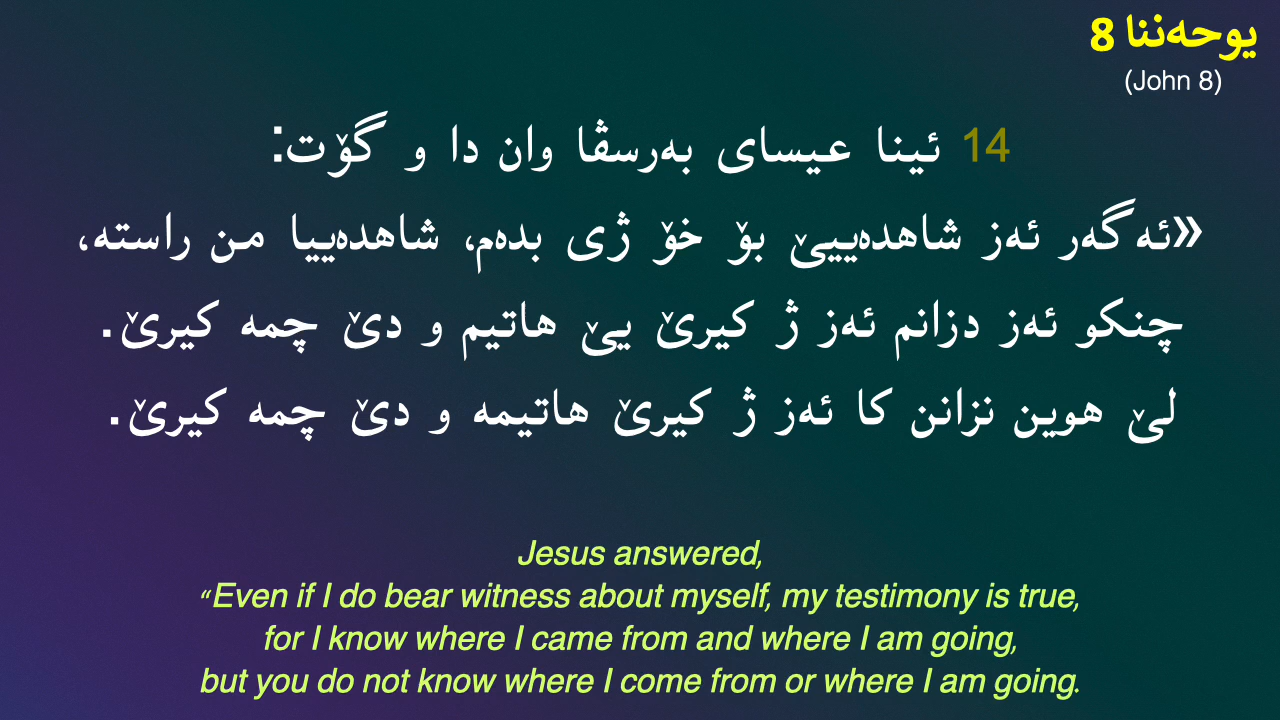 یوحەننا 8
(John 8)
14 ئینا عیسای بەرسڤا وان دا و گۆت:
«ئەگەر ئەز شاهدەییێ بۆ خۆ ژی بدەم، شاهدەییا من راستە،
چنکو ئەز دزانم ئەز ژ کیرێ یێ هاتیم و دێ چمە کیرێ.
لێ هوین نزانن کا ئەز ژ کیرێ هاتیمە و دێ چمە کیرێ.
Jesus answered,
“Even if I do bear witness about myself, my testimony is true,
for I know where I came from and where I am going,
but you do not know where I come from or where I am going.